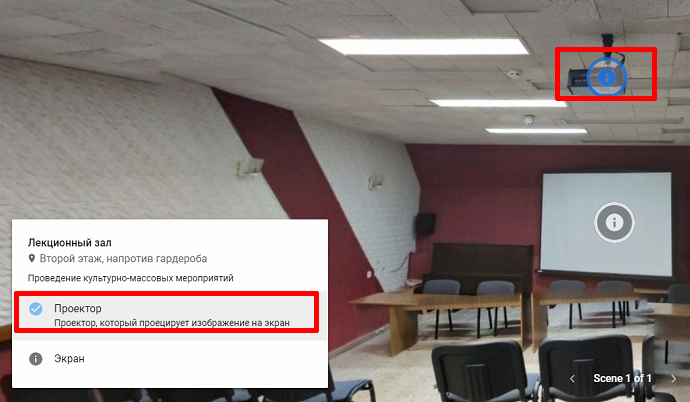 Лекционный зал
Второй этаж, напротив гардероба
Проведение культурно-массовых мероприятий
Проектор
Проектор, который проецирует изображение на экран
Экран
Scene 1 of 1